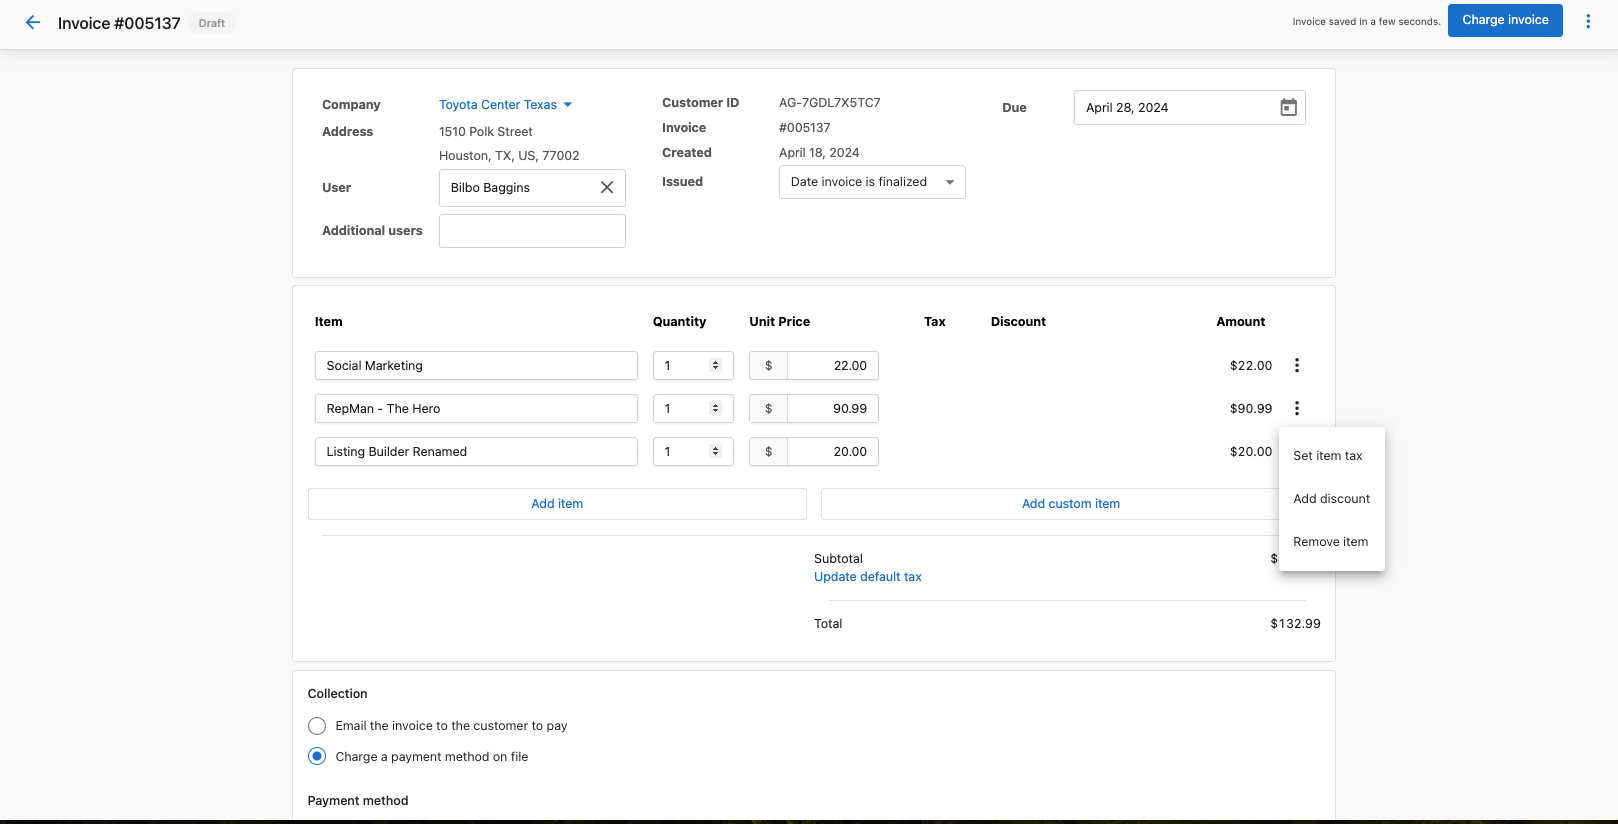 Invoice #005137 Draft Invoice saved in a few seconds. Charge invoice
Company Toyota Center Texas
Address 1510 Polk Street
Houston, TX, US, 77002
User Bilbo Baggins
Additional users
Customer ID AG-7GDL7X5TC7
Invoice #005137
Created April 18, 2024
Issued Date invoice is finalized
Due April 28, 2024
Item Quantity Unit Price Tax Discount Amount
Social Marketing 1 $ 22.00 $22.00
RepMan - The Hero 1 $ 90.99 $90.99
Listing Builder Renamed 1 $ 20.00 $20.00
Set item tax
Add discount
Remove item
Add item Add custom item
Subtotal $
Update default tax
Total $132.99
Collection
Email the invoice to the customer to pay
Charge a payment method on file
Payment method